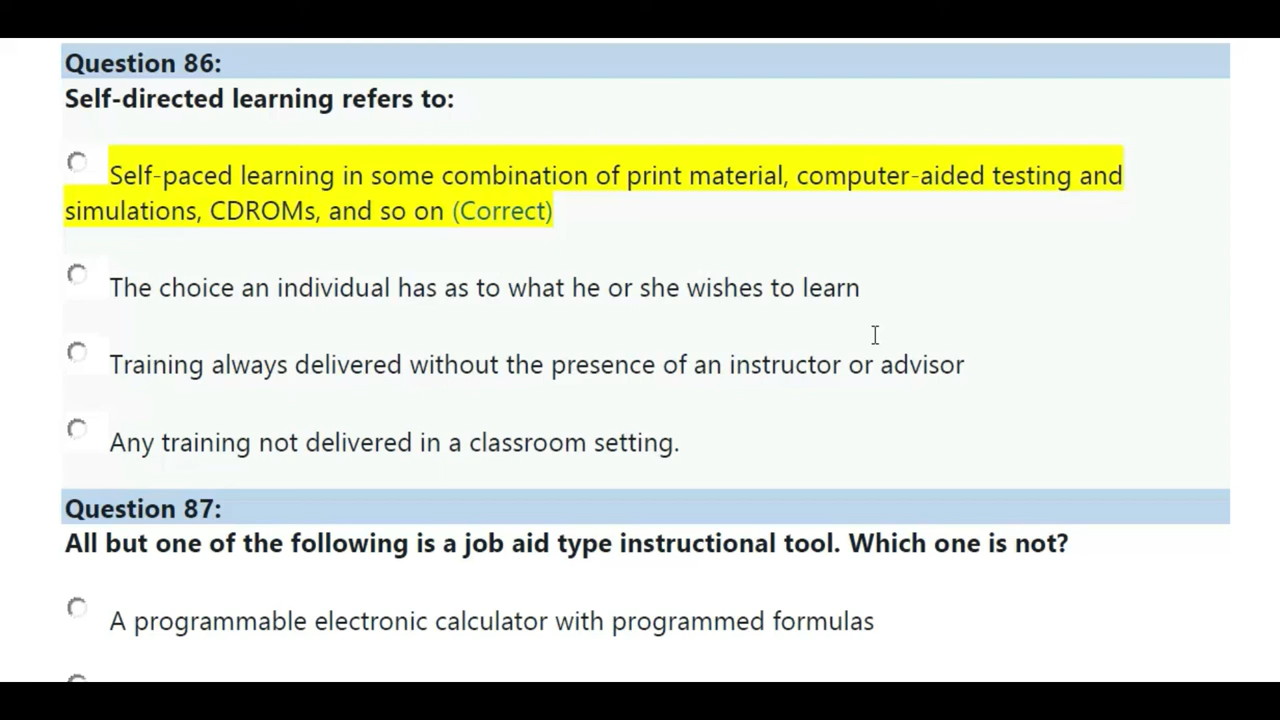 Question 86:
Self-directed learning refers to:
Self-paced learning in some combination of print material, computer-aided testing and
simulations, CDROMs, and so on (Correct)
The choice an individual has as to what he or she wishes to learn
Training always delivered without the presence of an instructor or advisor
Any training not delivered in a classroom setting.
Question 87:
All but one of the following is a job aid type instructional tool. Which one is not?
A programmable electronic calculator with programmed formulas